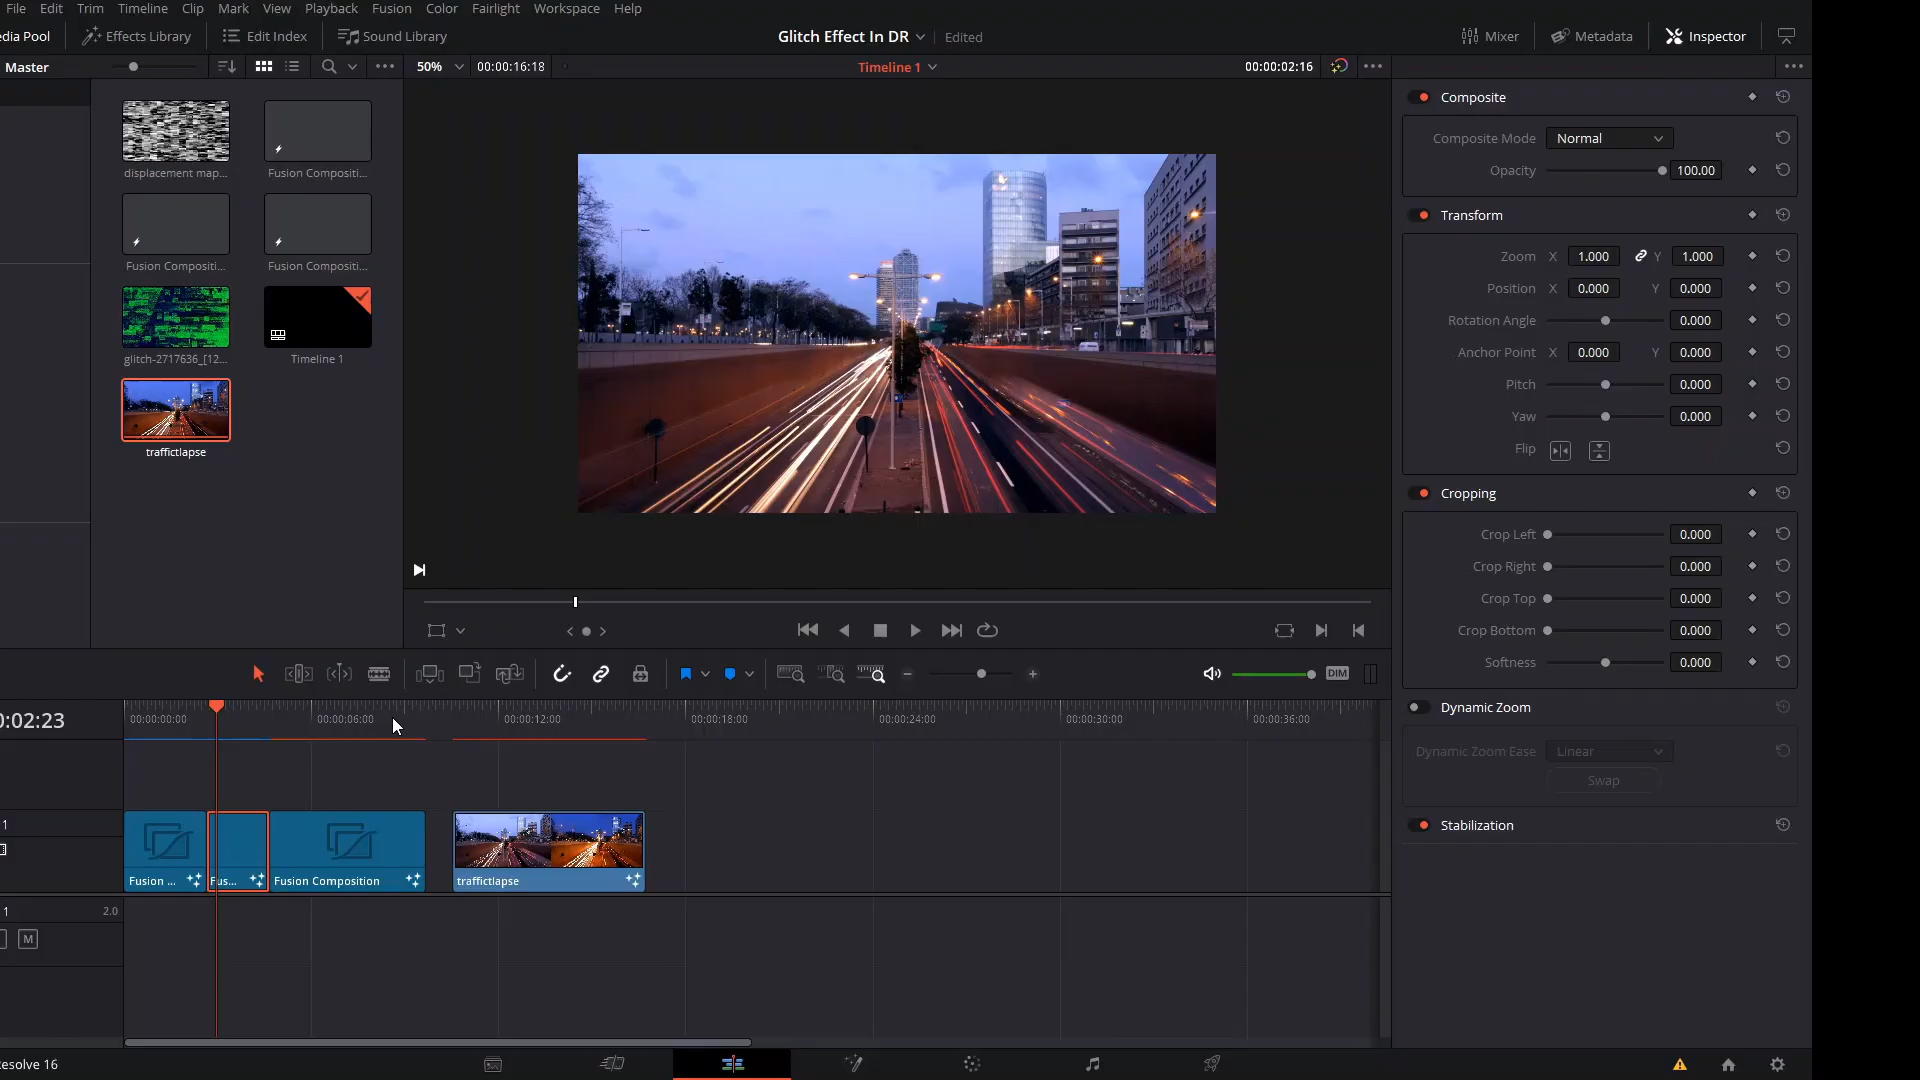 File Edit Trim Timeline Clip Mark View Playback Fusion Color Fairlight Workspace Help
edia Pool Effects Library Edit Index Sound Library Glitch Effect In DR Edited Mixer Metadata Inspector
Master 50% 00:00:16:18 Timeline 1 00:00:02:16
displacement map... Fusion Compositi...
Fusion Compositi... Fusion Compositi...
glitch-2717636_[12... Timeline 1
traffictlapse
Composite
Composite Mode Normal
Opacity 100.00
Transform
Zoom X 1.000 Y 1.000
Position X 0.000 Y 0.000
Rotation Angle 0.000
Anchor Point X 0.000 Y 0.000
Pitch 0.000
Yaw 0.000
Flip
Cropping
Crop Left 0.000
Crop Right 0.000
Crop Top 0.000
Crop Bottom 0.000
Softness 0.000
Dynamic Zoom
Dynamic Zoom Ease Linear
Swap
Stabilization
DIM
0:02:23 00:00:00:00 00:00:06:00 00:00:12:00 00:00:18:00 00:00:24:00 00:00:30:00 00:00:36:00
1
Fusion ... Fus... Fusion Composition traffictlapse
1 2.0
M
esolve 16